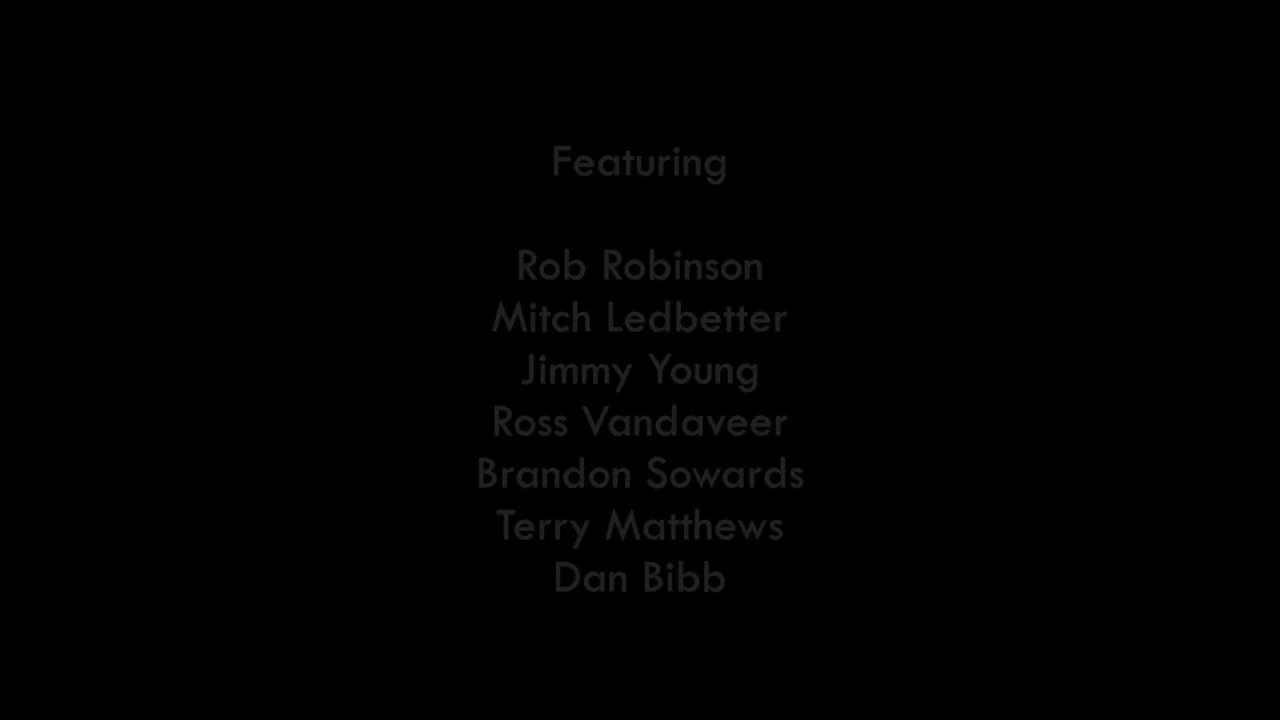 Featuring
Rob Robinson
Mitch Ledbetter
Jimmy Young
Ross Vandaveer
Brandon Sowards
Terry Matthews
Dan Bibb